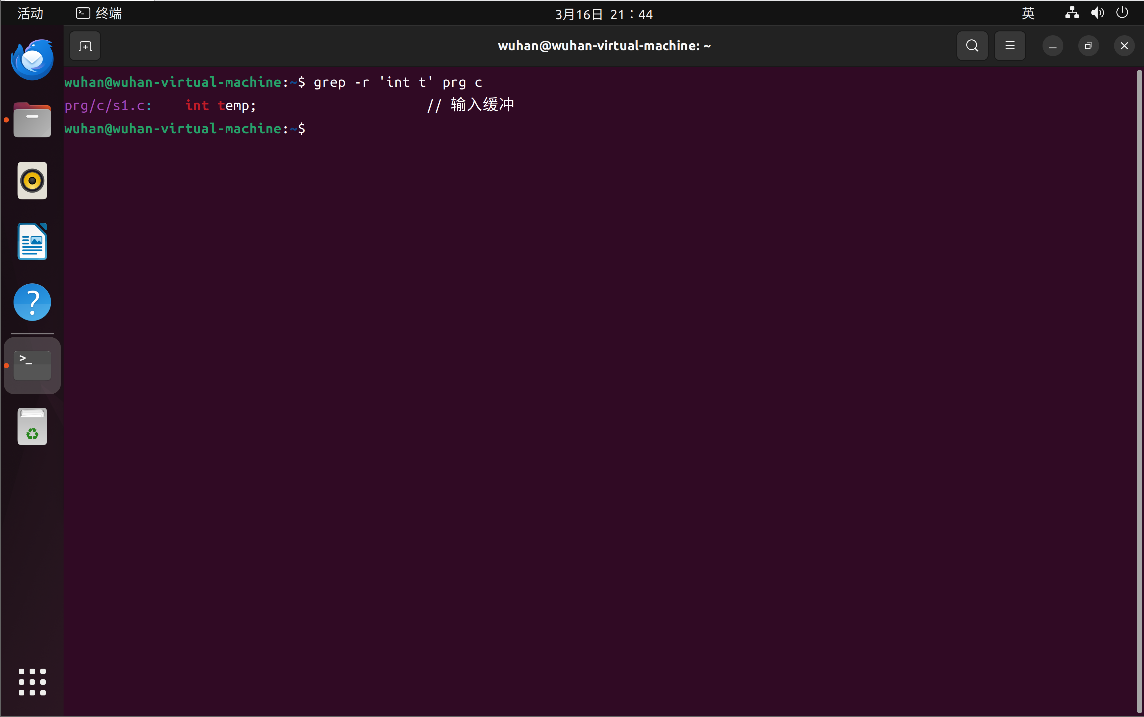 活动 终端 3月16日 21：44 英
wuhan@wuhan-virtual-machine: ~
wuhan@wuhan-virtual-machine:~$ grep -r 'int t' prg c
prg/c/s1.c:    int temp;                     // 输入缓冲
wuhan@wuhan-virtual-machine:~$